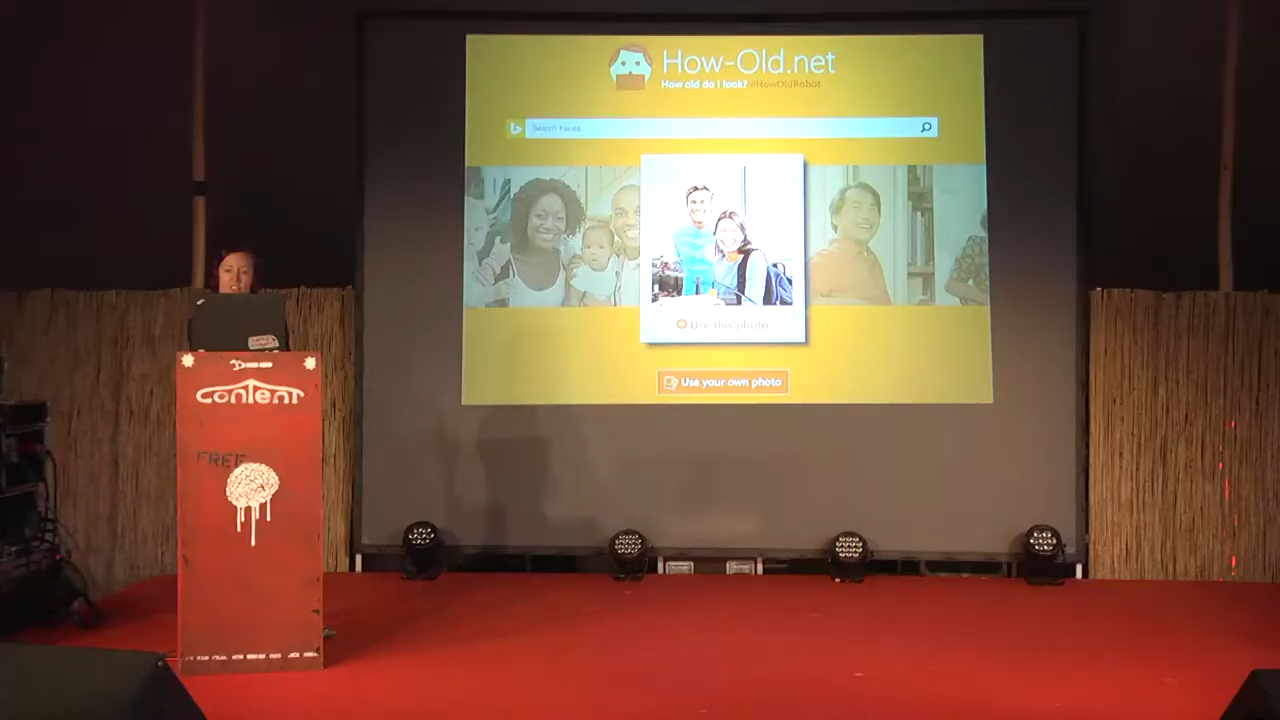 How-Old.net
How old do I look? #HowOldRobot
Search Faces
Use this photo
Use your own photo
CONTENT
FREE